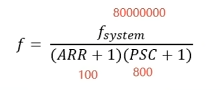 80000000
f = f_system / (ARR + 1)(PSC + 1)
100 800